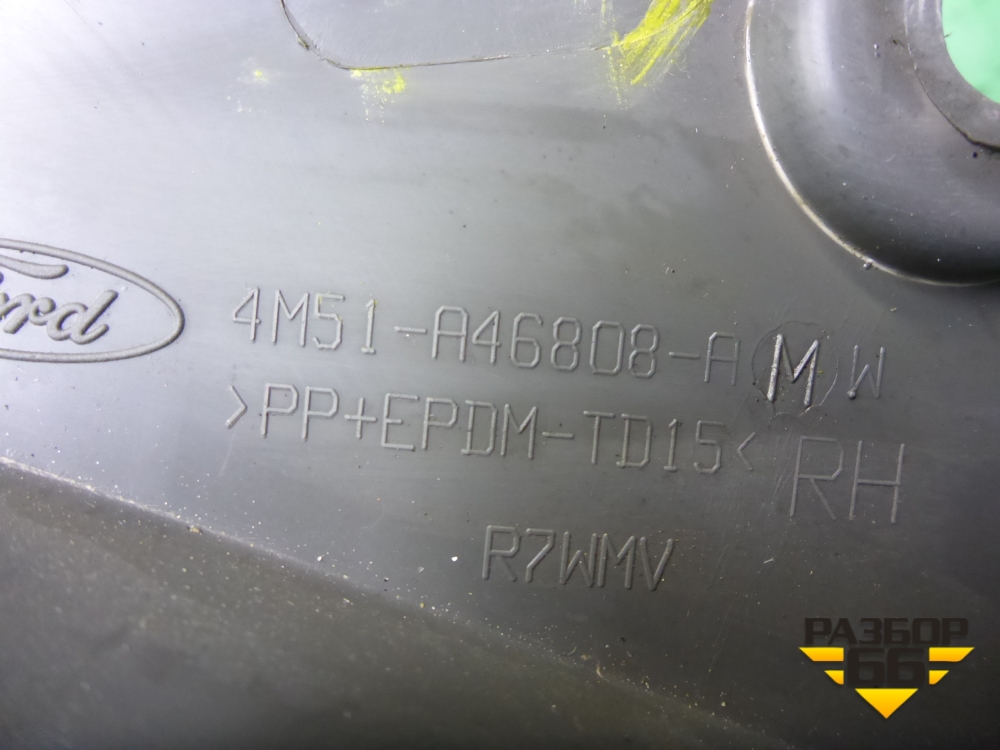 Ford
4M51-A46808-AMW
>PP+EPDM-TD15<
RH
R7WMV
РАЗБОР
66